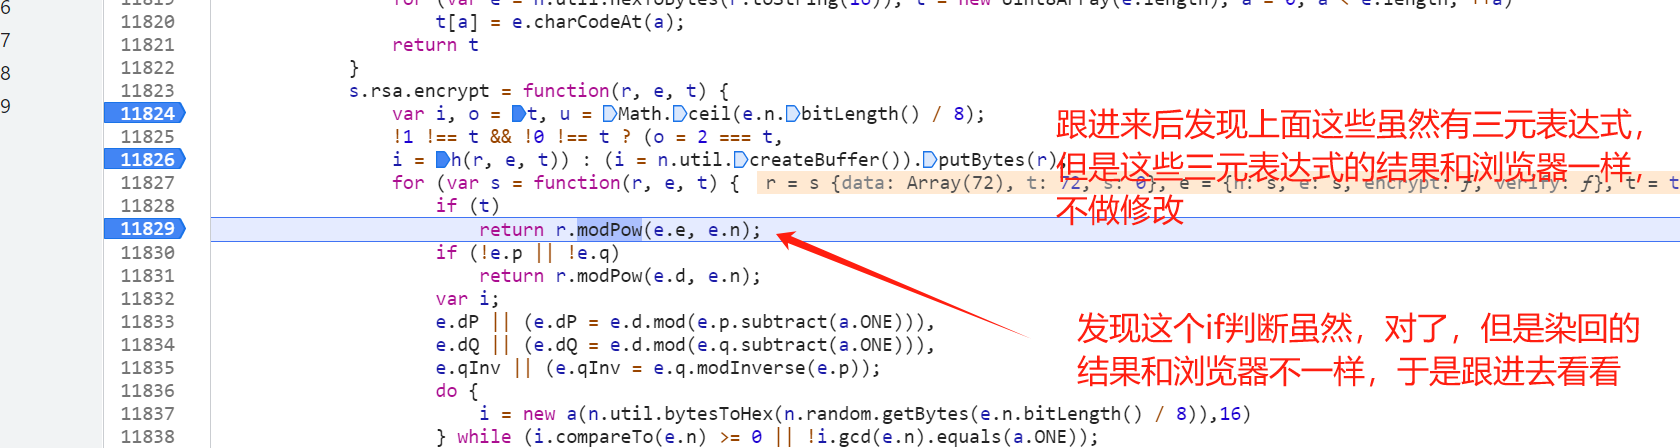 6
7
8
9
11819 for (var e = n.util.hexToBytes(r.toString(16)), t = new Uint8Array(e.length), a = 0; a < e.length; ++a)
11820 t[a] = e.charCodeAt(a);
11821 return t
11822 }
11823 s.rsa.encrypt = function(r, e, t) {
11824 var i, o = t, u = Math.ceil(e.n.bitLength() / 8);
11825 !1 !== t && !0 !== t ? (o = 2 === t,
11826 i = h(r, e, t)) : (i = n.util.createBuffer()).putBytes(r)
11827 for (var s = function(r, e, t) { r = s {data: Array(72), t: 72, s: 0}, e = {n: s, e: s, encrypt: ƒ, verify: ƒ}, t = t
11828 if (t)
11829 return r.modPow(e.e, e.n);
11830 if (!e.p || !e.q)
11831 return r.modPow(e.d, e.n);
11832 var i;
11833 e.dP || (e.dP = e.d.mod(e.p.subtract(a.ONE))),
11834 e.dQ || (e.dQ = e.d.mod(e.q.subtract(a.ONE))),
11835 e.qInv || (e.qInv = e.q.modInverse(e.p));
11836 do {
11837 i = new a(n.util.bytesToHex(n.random.getBytes(e.n.bitLength() / 8)),16)
11838 } while (i.compareTo(e.n) >= 0 || !i.gcd(e.n).equals(a.ONE));
跟进来后发现上面这些虽然有三元表达式,
但是这些三元表达式的结果和浏览器一样,
不做修改
发现这个if判断虽然，对了，但是染回的
结果和浏览器不一样，于是跟进去看看